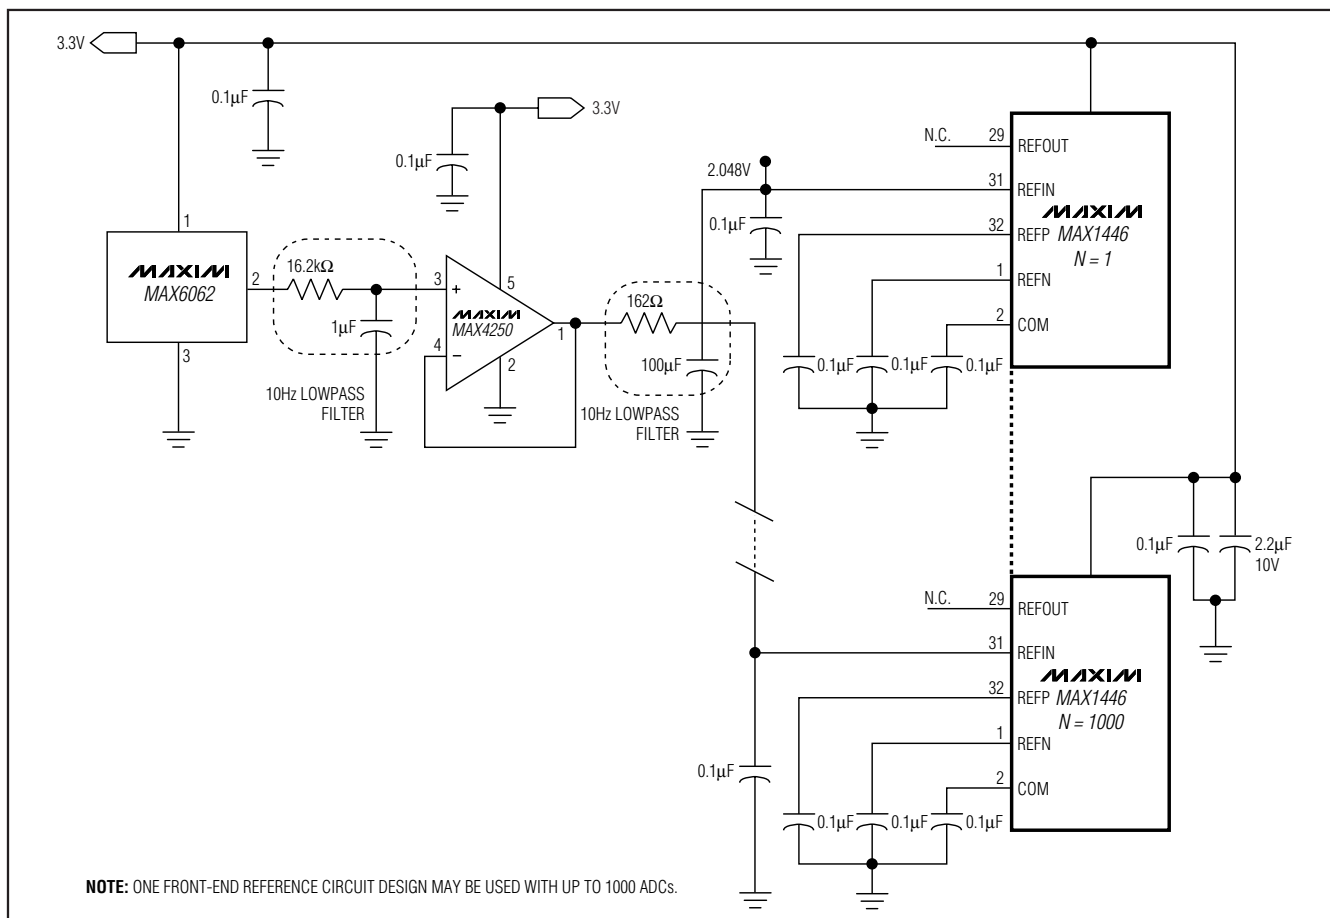 3.3V
0.1µF
3.3V
0.1µF
N.C.
29
REFOUT
2.048V
31
REFIN
0.1µF
MAXIM
MAX1446
N = 1
32
REFP
1
REFN
2
COM
0.1µF
0.1µF
0.1µF
1
MAXIM
MAX6062
2
3
16.2kΩ
1µF
10Hz LOWPASS
FILTER
3
+
5
MAXIM
MAX4250
1
4
−
2
162Ω
100µF
10Hz LOWPASS
FILTER
0.1µF
2.2µF
10V
N.C.
29
REFOUT
31
REFIN
MAXIM
MAX1446
N = 1000
32
REFP
1
REFN
2
COM
0.1µF
0.1µF
0.1µF
0.1µF
NOTE: ONE FRONT-END REFERENCE CIRCUIT DESIGN MAY BE USED WITH UP TO 1000 ADCs.